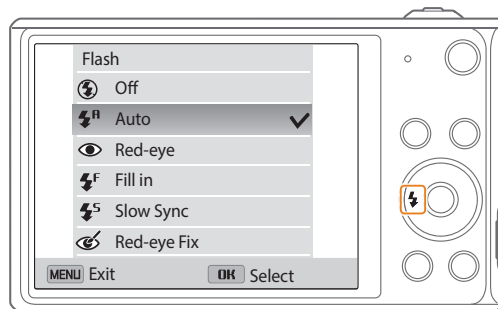 Flash
Off
Auto
Red-eye
Fill in
Slow Sync
Red-eye Fix
MENU Exit OK Select